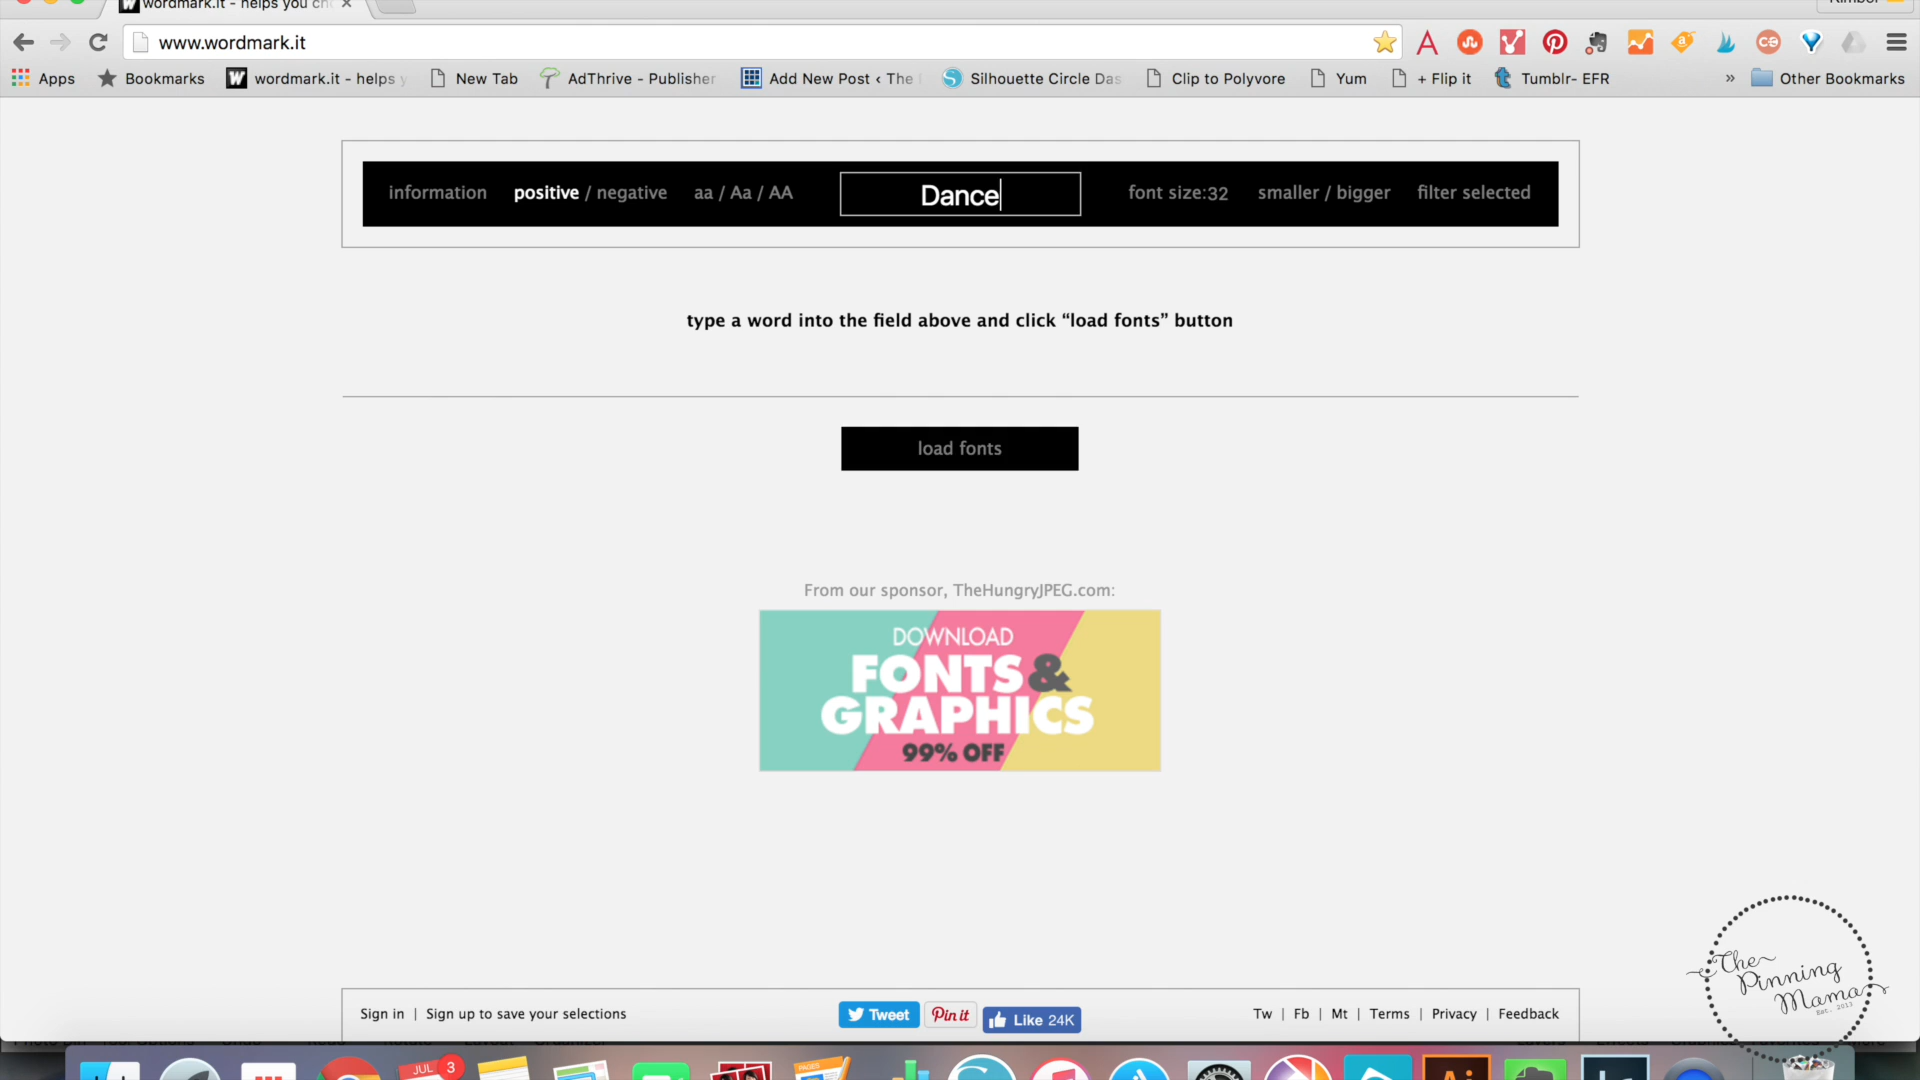 wordmark.it - helps you ch
www.wordmark.it
Apps Bookmarks wordmark.it - helps y New Tab AdThrive - Publisher Add New Post ‹ The Silhouette Circle Das Clip to Polyvore Yum + Flip it Tumblr- EFR » Other Bookmarks
information positive / negative aa / Aa / AA Dance font size:32 smaller / bigger filter selected
type a word into the field above and click “load fonts” button
load fonts
From our sponsor, TheHungryJPEG.com:
DOWNLOAD
FONTS &
GRAPHICS
99% OFF
The
Pinning
Mama
Est. 2013
Sign in | Sign up to save your selections Tweet Pin it Like 24K Tw | Fb | Mt | Terms | Privacy | Feedback
JUL 3
PAGES